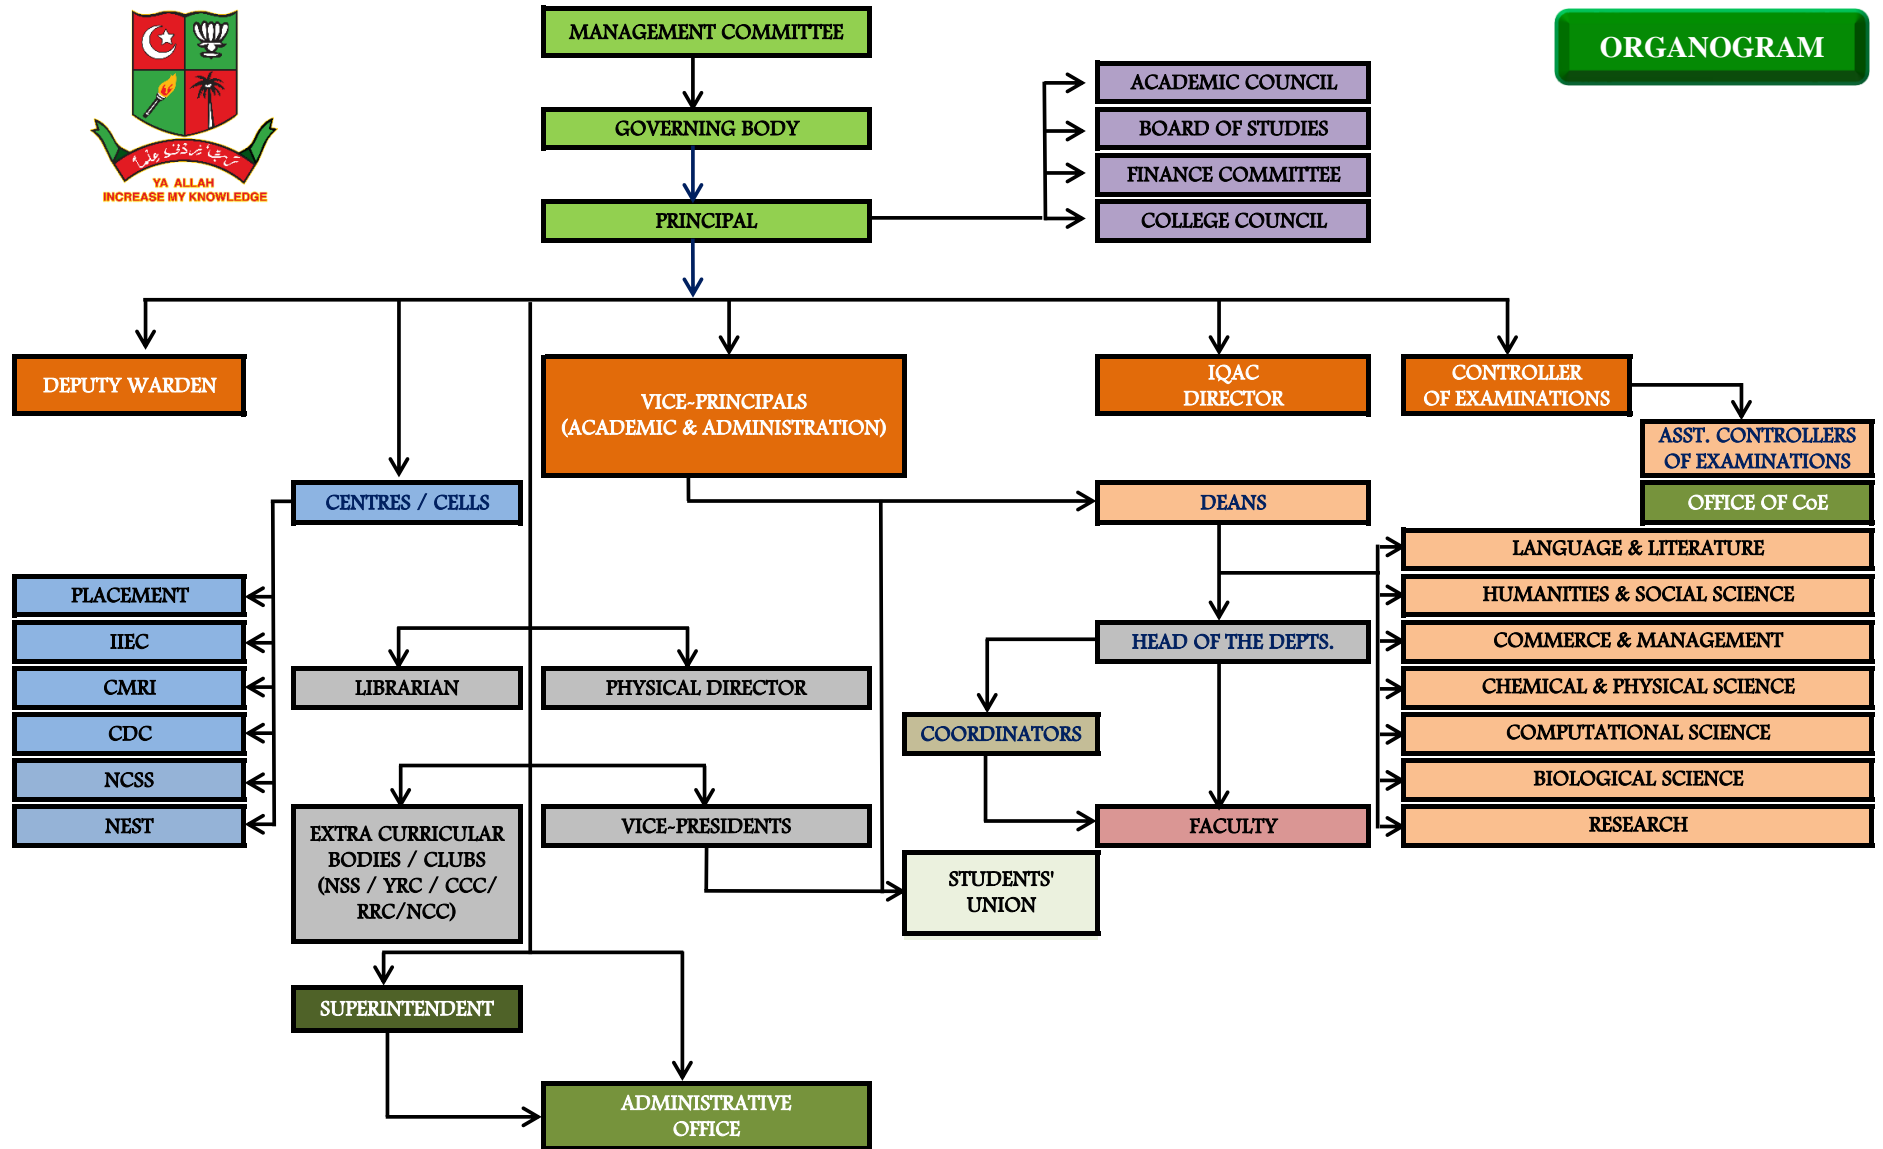 MANAGEMENT COMMITTEE
ORGANOGRAM
ACADEMIC COUNCIL
GOVERNING BODY
BOARD OF STUDIES
FINANCE COMMITTEE
YA ALLAH
INCREASE MY KNOWLEDGE
PRINCIPAL
COLLEGE COUNCIL
DEPUTY WARDEN
VICE-PRINCIPALS
(ACADEMIC & ADMINISTRATION)
IQAC
DIRECTOR
CONTROLLER
OF EXAMINATIONS
ASST. CONTROLLERS
OF EXAMINATIONS
CENTRES / CELLS
DEANS
OFFICE OF CoE
LANGUAGE & LITERATURE
PLACEMENT
HUMANITIES & SOCIAL SCIENCE
IIEC
HEAD OF THE DEPTS.
COMMERCE & MANAGEMENT
CMRI
LIBRARIAN
PHYSICAL DIRECTOR
CHEMICAL & PHYSICAL SCIENCE
CDC
COORDINATORS
COMPUTATIONAL SCIENCE
NCSS
BIOLOGICAL SCIENCE
NEST
EXTRA CURRICULAR
BODIES / CLUBS
(NSS / YRC / CCC/
RRC/NCC)
VICE-PRESIDENTS
FACULTY
RESEARCH
STUDENTS'
UNION
SUPERINTENDENT
ADMINISTRATIVE
OFFICE